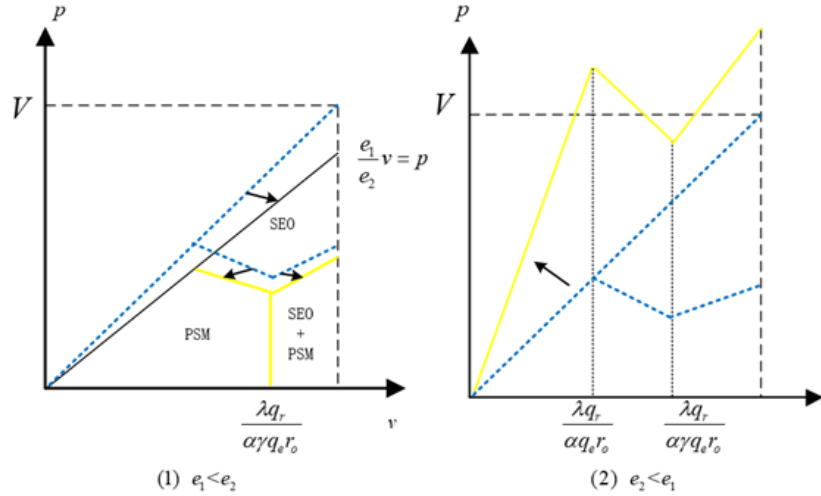 p
V
e₁/e₂ v = p
SEO
PSM
SEO
+
PSM
λqᵣ/αγqₑrₒ
v
(1) e₁<e₂
p
V
λqᵣ/αqₑrₒ
λqᵣ/αγqₑrₒ
(2) e₂<e₁